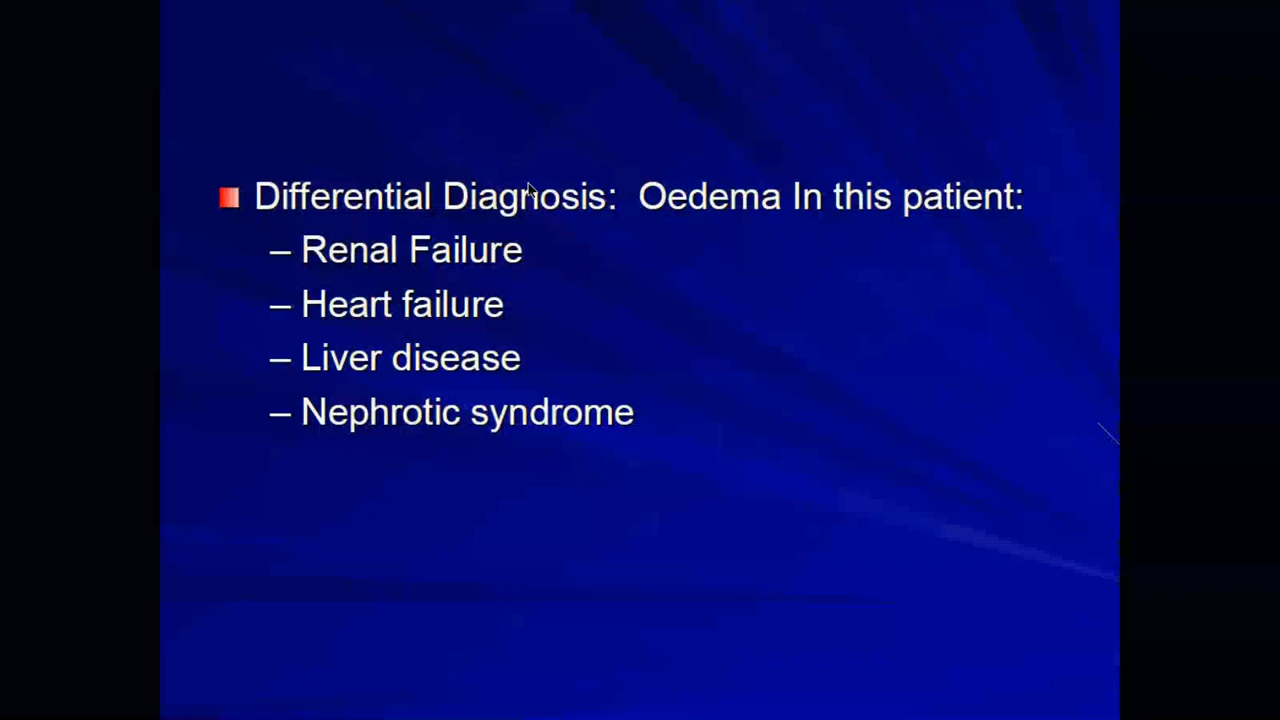 Differential Diagnosis: Oedema In this patient:
– Renal Failure
– Heart failure
– Liver disease
– Nephrotic syndrome